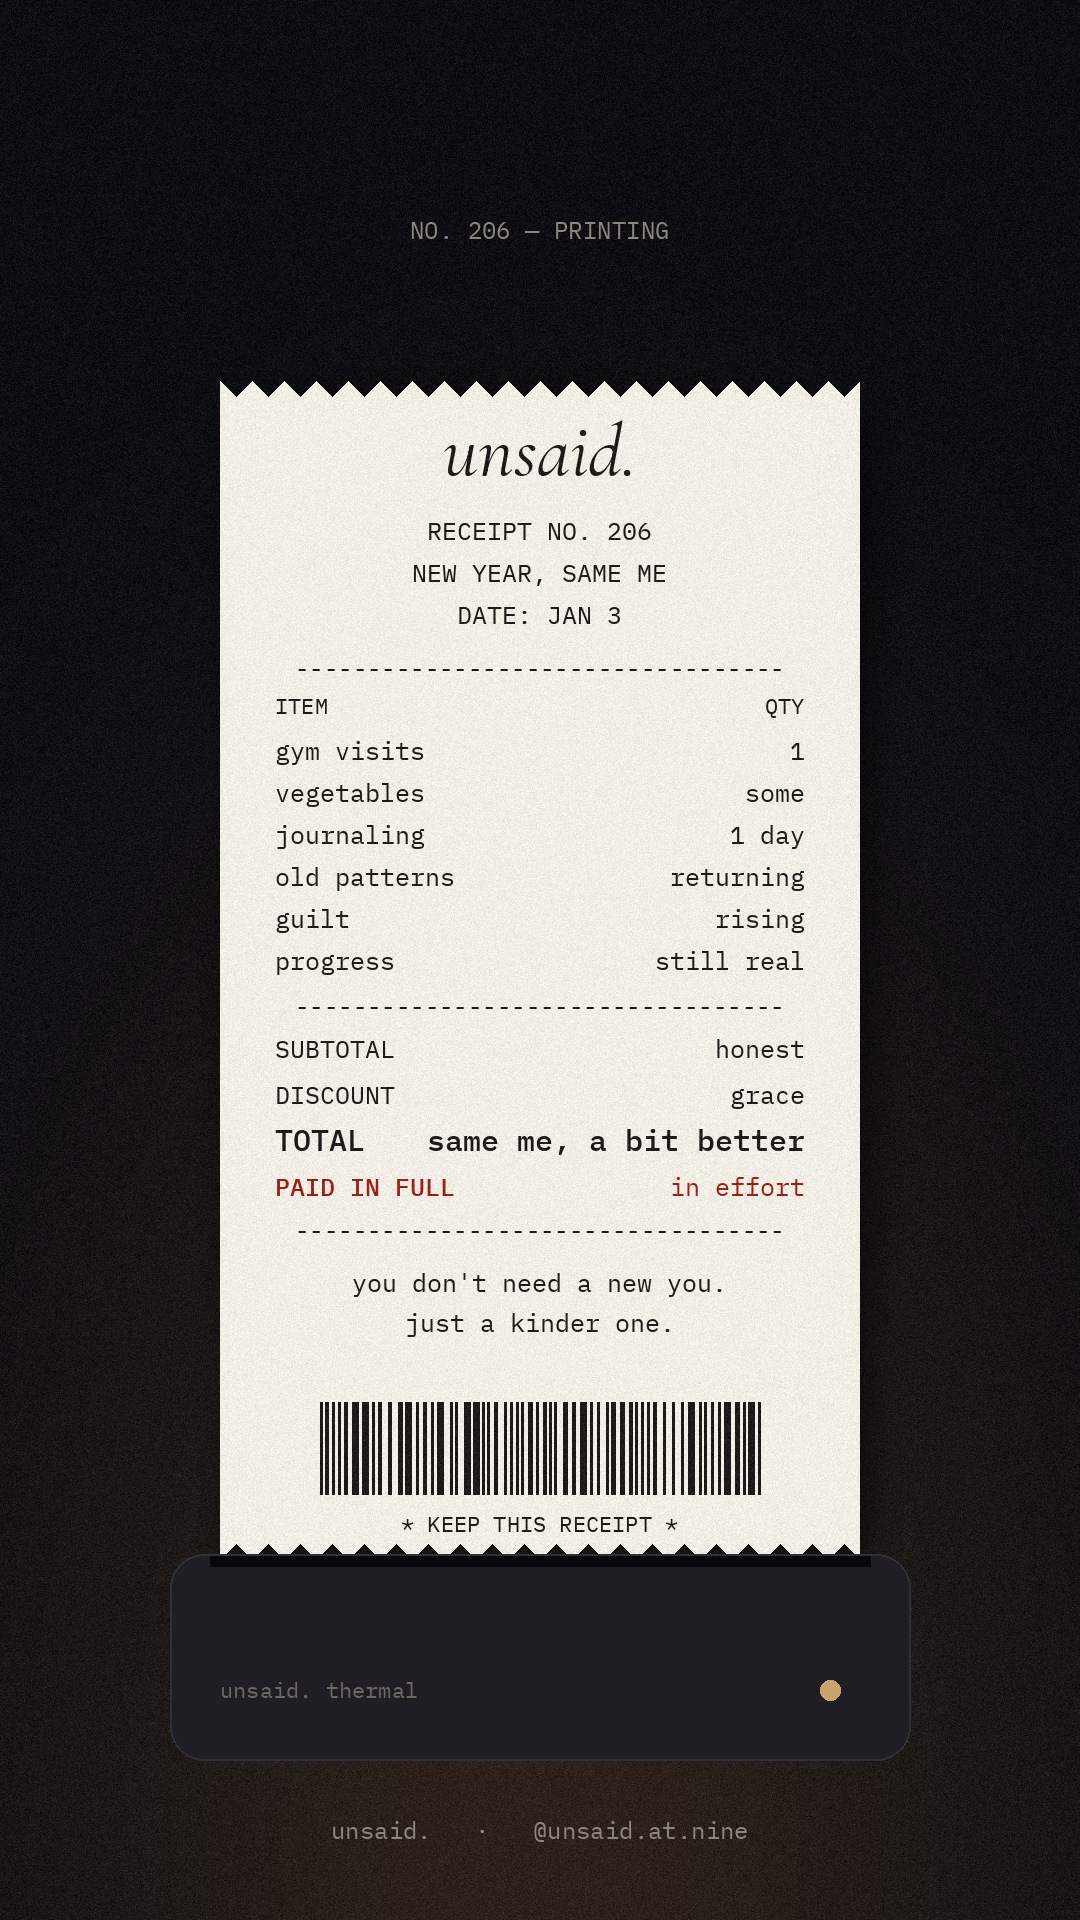 NO. 206 — PRINTING
unsaid.
RECEIPT NO. 206
NEW YEAR, SAME ME
DATE: JAN 3
----------------------------------
ITEM QTY
gym visits 1
vegetables some
journaling 1 day
old patterns returning
guilt rising
progress still real
----------------------------------
SUBTOTAL honest
DISCOUNT grace
TOTAL same me, a bit better
PAID IN FULL in effort
----------------------------------
you don't need a new you.
just a kinder one.
* KEEP THIS RECEIPT *
unsaid. thermal
unsaid. · @unsaid.at.nine